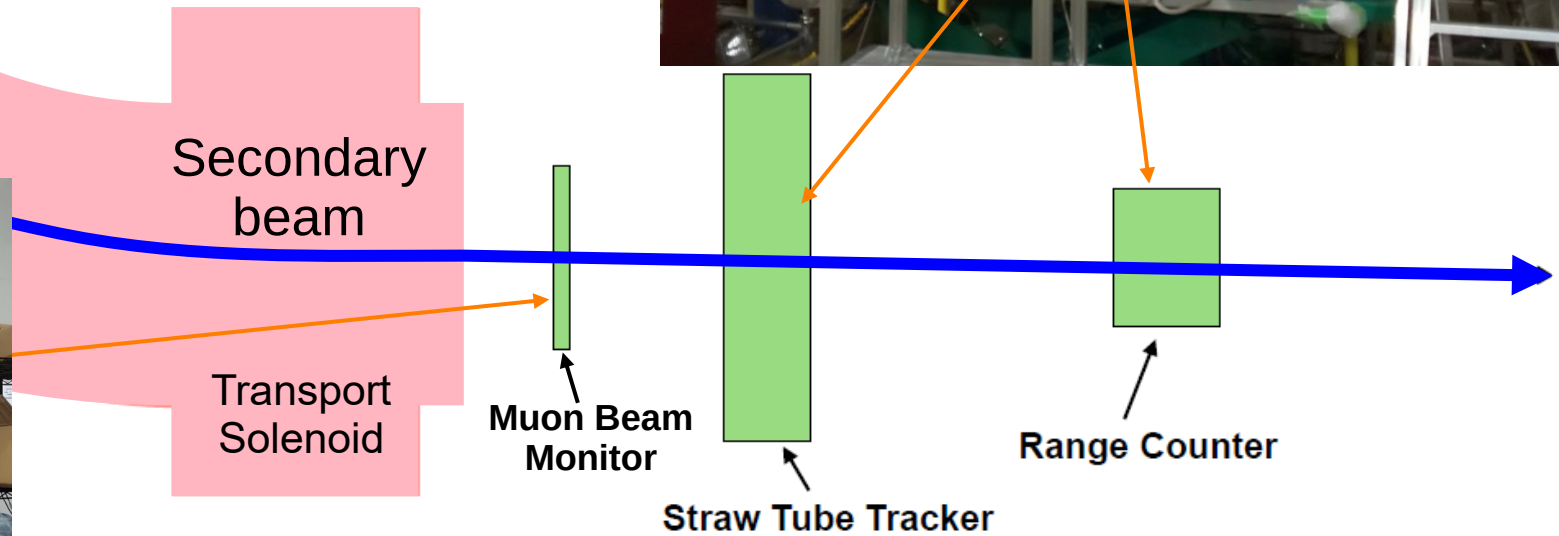 Secondary
beam
Transport
Solenoid
Muon Beam
Monitor
Straw Tube Tracker
Range Counter